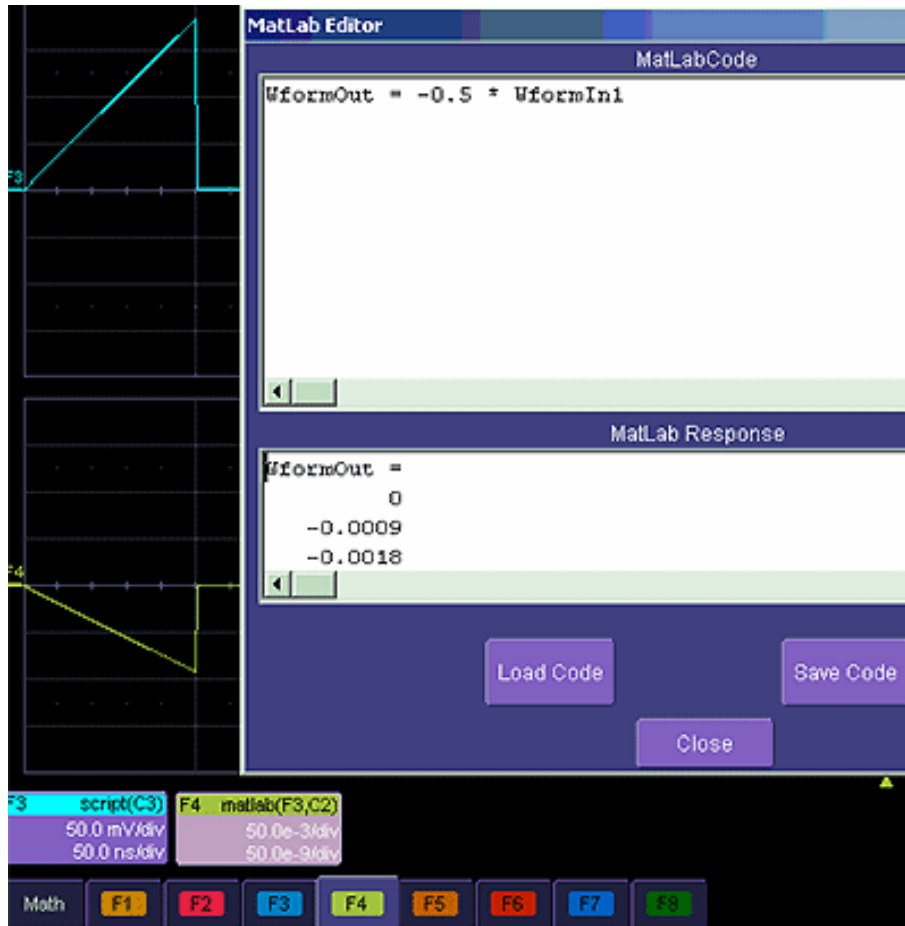 MatLab Editor
MatLabCode
WformOut = -0.5 * WformIn1
F3
MatLab Response
WformOut =
0
-0.0009
-0.0018
F4
Load Code
Save Code
Close
F3 script(C3)
50.0 mV/div
50.0 ns/div
F4 matlab(F3,C2)
50.0e-3/div
50.0e-9/div
Math F1 F2 F3 F4 F5 F6 F7 F8